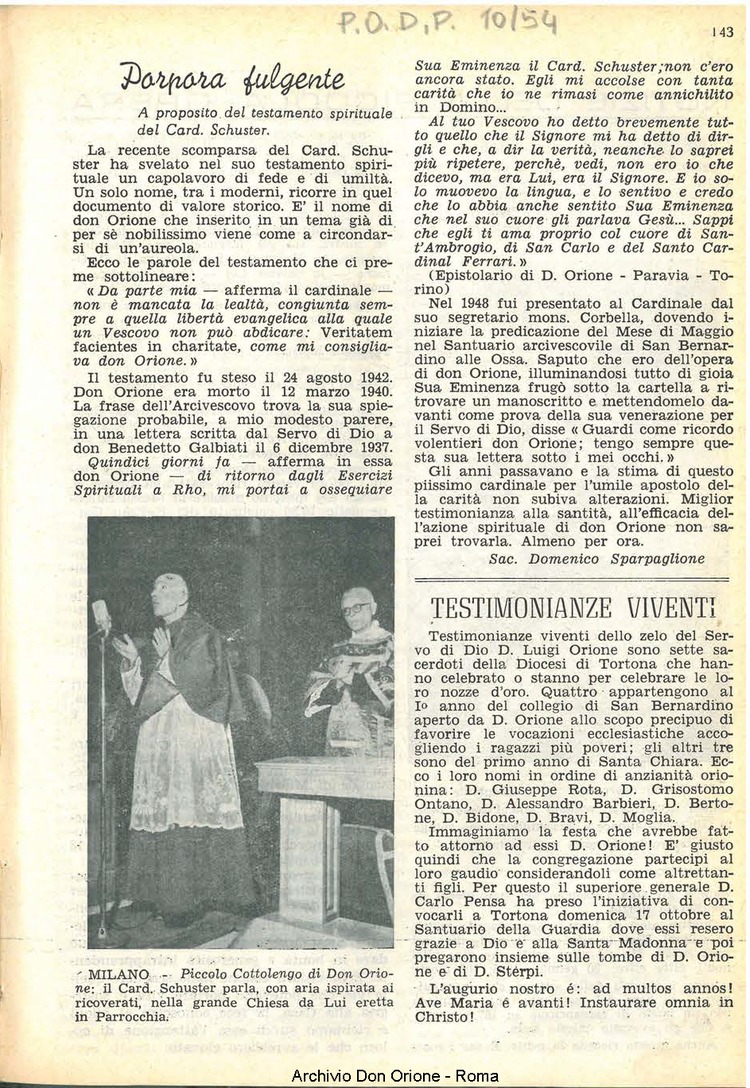 P.O.D.P. 10/54
143
Porpora fulgente
A proposito del testamento spirituale
del Card. Schuster.
La recente scomparsa del Card. Schu-
ster ha svelato nel suo testamento spiri-
tuale un capolavoro di fede e di umiltà.
Un solo nome, tra i moderni, ricorre in quel
documento di valore storico. E' il nome di
don Orione che inserito in un tema già di
per sè nobilissimo viene come a circondar-
si di un'aureola.
Ecco le parole del testamento che ci pre-
me sottolineare:
« Da parte mia — afferma il cardinale —
non è mancata la lealtà, congiunta sem-
pre a quella libertà evangelica alla quale
un Vescovo non può abdicare: Veritatem
facientes in charitate, come mi consiglia-
va don Orione. »
Il testamento fu steso il 24 agosto 1942.
Don Orione era morto il 12 marzo 1940.
La frase dell'Arcivescovo trova la sua spie-
gazione probabile, a mio modesto parere,
in una lettera scritta dal Servo di Dio a
don Benedetto Galbiati il 6 dicembre 1937.
Quindici giorni fa — afferma in essa
don Orione — di ritorno dagli Esercizi
Spirituali a Rho, mi portai a ossequiare
MILANO - Piccolo Cottolengo di Don Orio-
ne: il Card. Schuster parla, con aria ispirata ai
ricoverati, nella grande Chiesa da Lui eretta
in Parrocchia.
Sua Eminenza il Card. Schuster; non c'ero
ancora stato. Egli mi accolse con tanta
carità che io ne rimasi come annichilito
in Domino...
Al tuo Vescovo ho detto brevemente tut-
to quello che il Signore mi ha detto di dir-
gli e che, a dir la verità, neanche lo saprei
più ripetere, perchè, vedi, non ero io che
dicevo, ma era Lui, era il Signore. E io so-
lo muovevo la lingua, e lo sentivo e credo
che lo abbia anche sentito Sua Eminenza
che nel suo cuore gli parlava Gesù... Sappi
che egli ti ama proprio col cuore di San-
t'Ambrogio, di San Carlo e del Santo Car-
dinal Ferrari. »
(Epistolario di D. Orione - Paravia - To-
rino)
Nel 1948 fui presentato al Cardinale dal
suo segretario mons. Corbella, dovendo i-
niziare la predicazione del Mese di Maggio
nel Santuario arcivescovile di San Bernar-
dino alle Ossa. Saputo che ero dell'opera
di don Orione, illuminandosi tutto di gioia
Sua Eminenza frugò sotto la cartella a ri-
trovare un manoscritto e mettendomelo da-
vanti come prova della sua venerazione per
il Servo di Dio, disse « Guardi come ricordo
volentieri don Orione; tengo sempre que-
sta sua lettera sotto i miei occhi. »
Gli anni passavano e la stima di questo
piissimo cardinale per l'umile apostolo del-
la carità non subiva alterazioni. Miglior
testimonianza alla santità, all'efficacia del-
l'azione spirituale di don Orione non sa-
prei trovarla. Almeno per ora.
Sac. Domenico Sparpaglione
TESTIMONIANZE VIVENTI
Testimonianze viventi dello zelo del Ser-
vo di Dio D. Luigi Orione sono sette sa-
cerdoti della Diocesi di Tortona che han-
no celebrato o stanno per celebrare le lo-
ro nozze d'oro. Quattro appartengono al
Iº anno del collegio di San Bernardino
aperto da D. Orione allo scopo precipuo di
favorire le vocazioni ecclesiastiche acco-
gliendo i ragazzi più poveri; gli altri tre
sono del primo anno di Santa Chiara. Ec-
co i loro nomi in ordine di anzianità orio-
nina: D. Giuseppe Rota, D. Grisostomo
Ontano, D. Alessandro Barbieri, D. Berto-
ne, D. Bidone, D. Bravi, D. Moglia.
Immaginiamo la festa che avrebbe fat-
to attorno ad essi D. Orione! E' giusto
quindi che la congregazione partecipi al
loro gaudio considerandoli come altrettan-
ti figli. Per questo il superiore generale D.
Carlo Pensa ha preso l'iniziativa di con-
vocarli a Tortona domenica 17 ottobre al
Santuario della Guardia dove essi resero
grazie a Dio e alla Santa Madonna e poi
pregarono insieme sulle tombe di D. Orio-
ne e di D. Sterpi.
L'augurio nostro é: ad multos annos!
Ave Maria é avanti! Instaurare omnia in
Christo!
Archivio Don Orione - Roma